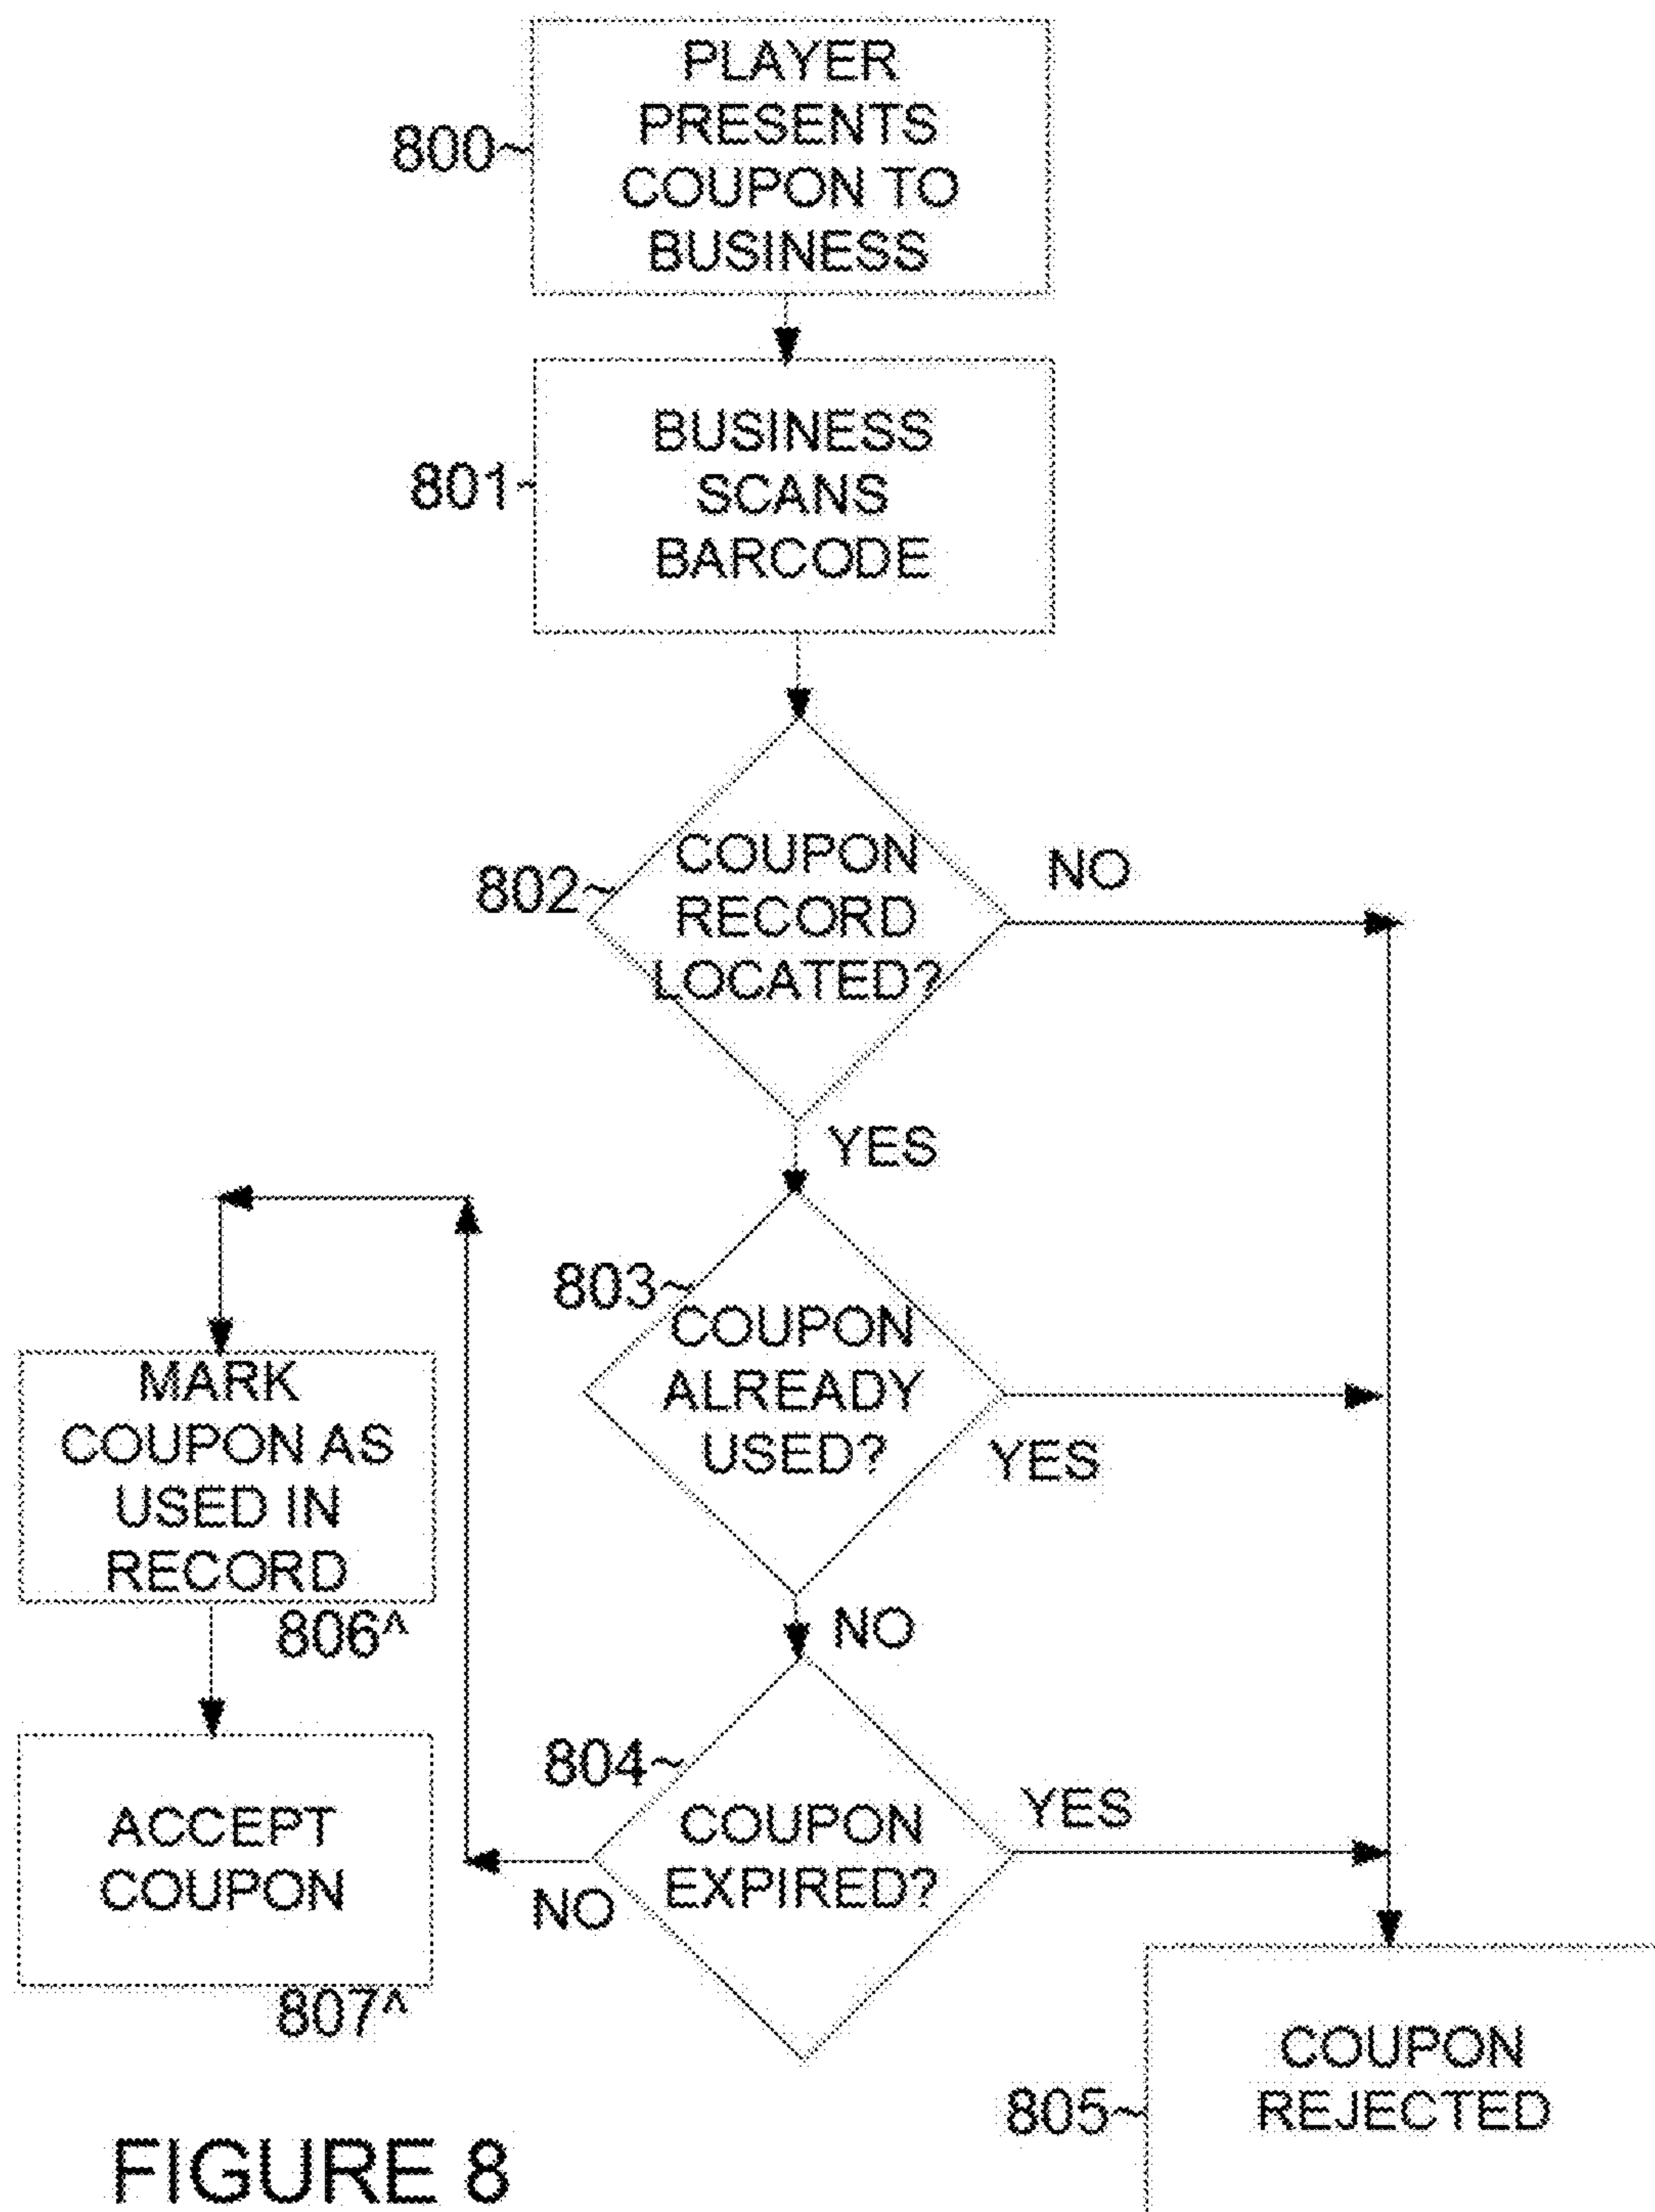 PLAYER
PRESENTS
COUPON TO
BUSINESS
800~
BUSINESS
SCANS
BARCODE
801~
COUPON
RECORD
LOCATED?
802~
NO
YES
803~
COUPON
ALREADY
USED?
YES
MARK
COUPON AS
USED IN
RECORD
806^
NO
804~
COUPON
EXPIRED?
YES
NO
ACCEPT
COUPON
807^
COUPON
REJECTED
805~
FIGURE 8